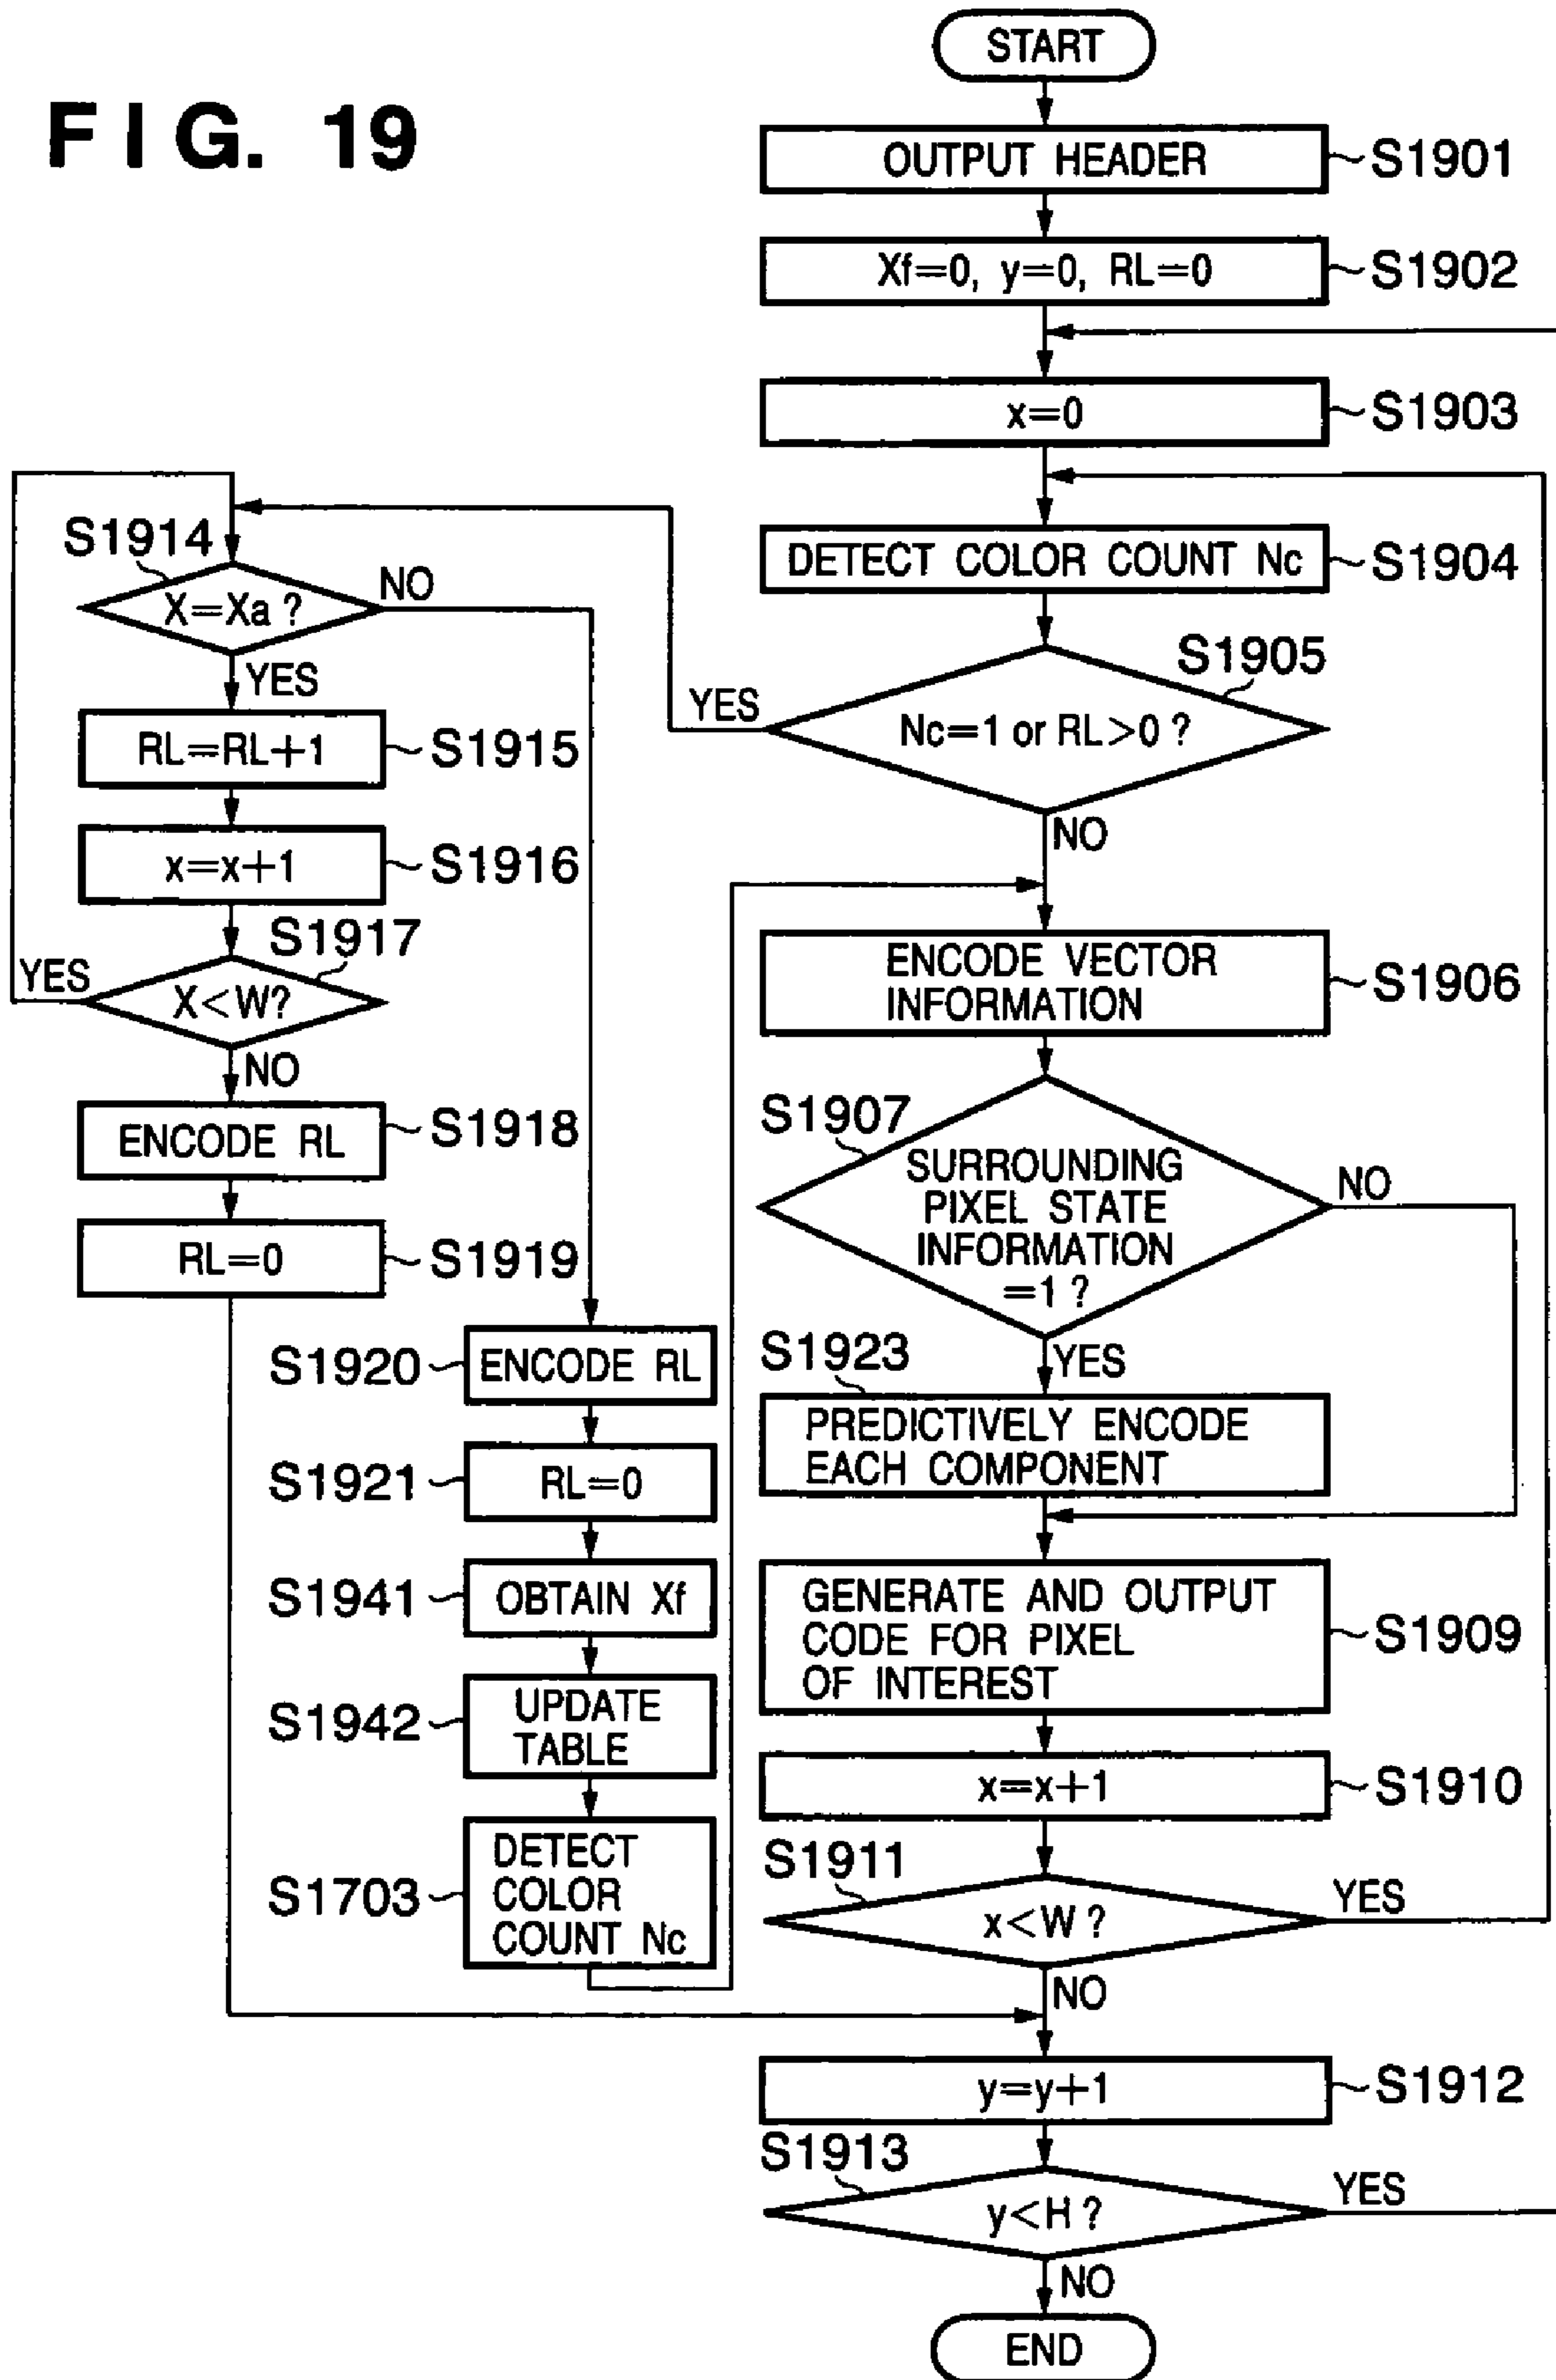 FIG. 19
START
OUTPUT HEADER
S1901
Xf=0, y=0, RL=0
S1902
x=0
S1903
DETECT COLOR COUNT Nc
S1904
S1905
Nc=1 or RL>0 ?
YES
NO
S1914
X=Xa ?
NO
YES
RL=RL+1
S1915
x=x+1
S1916
S1917
X<W?
YES
NO
ENCODE RL
S1918
RL=0
S1919
S1920
ENCODE RL
S1921
RL=0
S1941
OBTAIN Xf
S1942
UPDATE
TABLE
S1703
DETECT
COLOR
COUNT Nc
ENCODE VECTOR
INFORMATION
S1906
S1907
SURROUNDING
PIXEL STATE
INFORMATION
=1 ?
NO
YES
S1923
PREDICTIVELY ENCODE
EACH COMPONENT
GENERATE AND OUTPUT
CODE FOR PIXEL
OF INTEREST
S1909
x=x+1
S1910
S1911
x<W ?
YES
NO
y=y+1
S1912
S1913
y<H ?
YES
NO
END